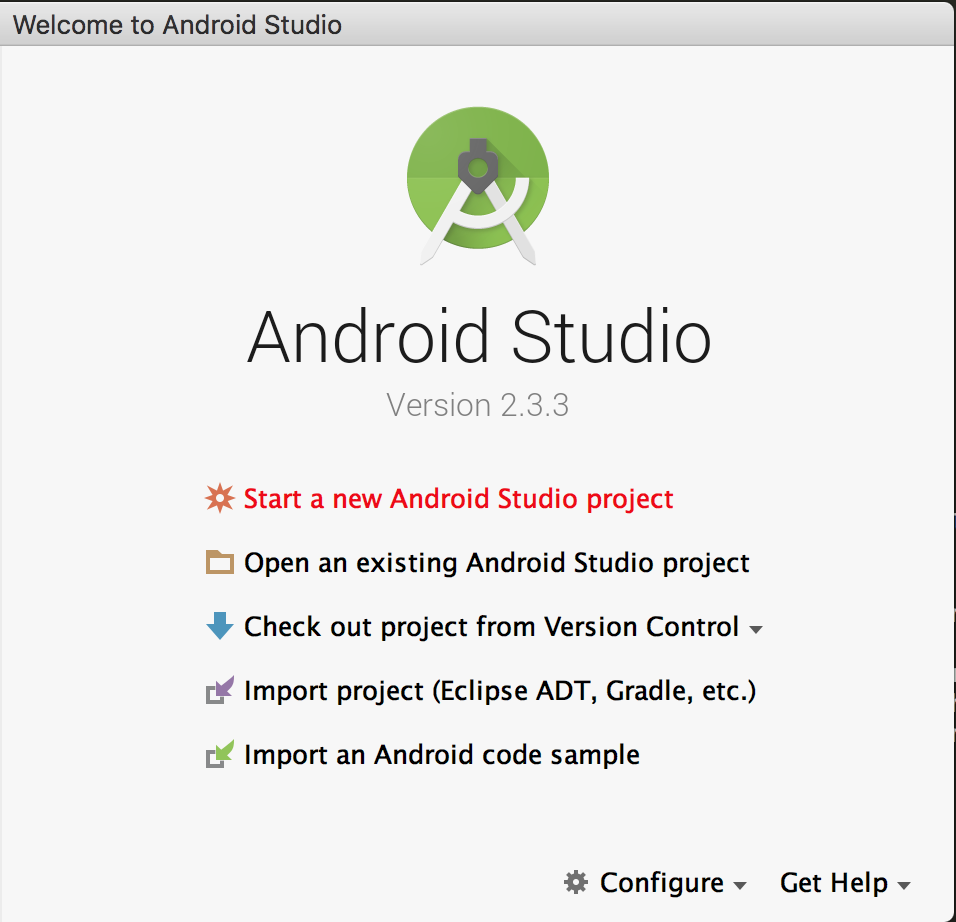 Welcome to Android Studio
Android Studio
Version 2.3.3
Start a new Android Studio project
Open an existing Android Studio project
Check out project from Version Control
Import project (Eclipse ADT, Gradle, etc.)
Import an Android code sample
Configure
Get Help